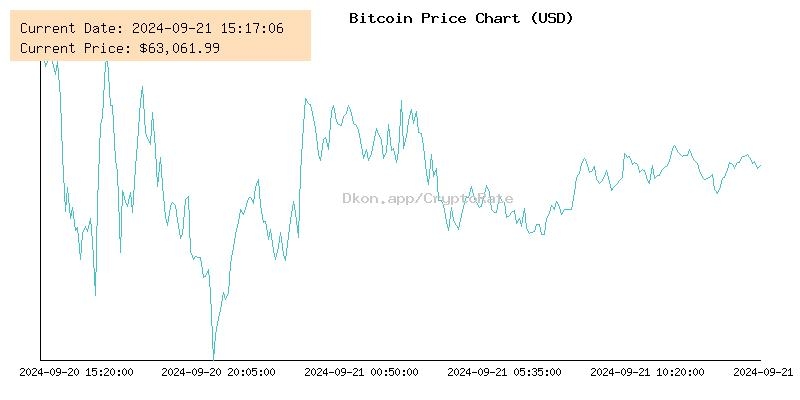 Bitcoin Price Chart (USD)
Current Date: 2024-09-21 15:17:06
Current Price: $63,061.99
Dkon.app/CryptoRate
2024-09-20 15:20:00 2024-09-20 20:05:00 2024-09-21 00:50:00 2024-09-21 05:35:00 2024-09-21 10:20:00 2024-09-21